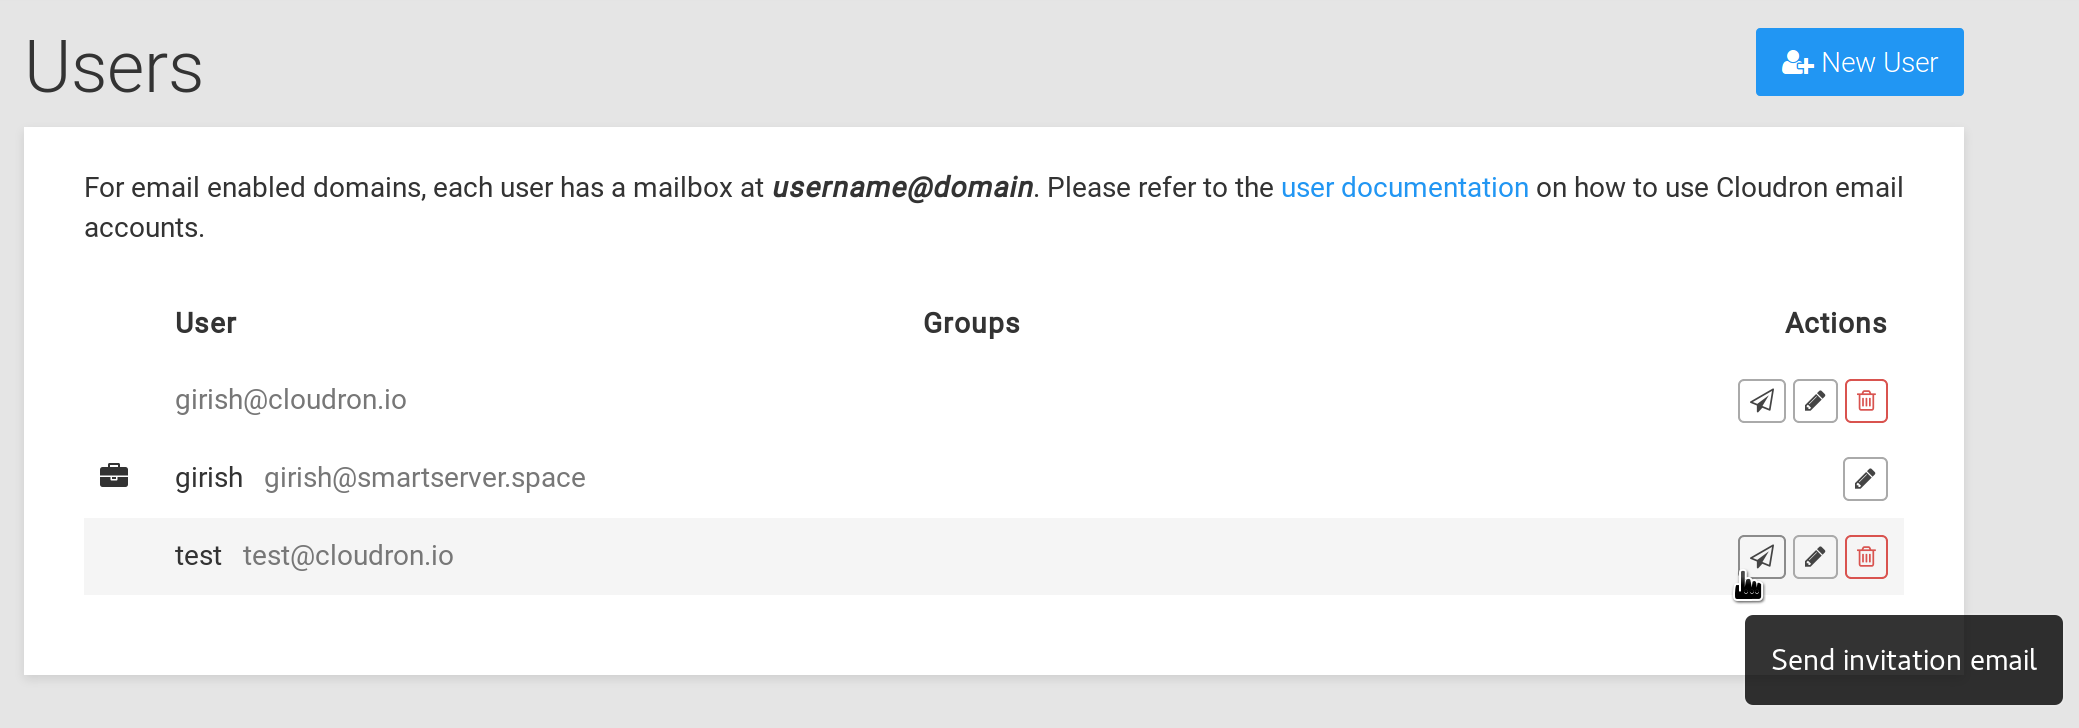 Users
New User
For email enabled domains, each user has a mailbox at username@domain. Please refer to the user documentation on how to use Cloudron email
accounts.
User Groups Actions
girish@cloudron.io
girish girish@smartserver.space
test test@cloudron.io
Send invitation email